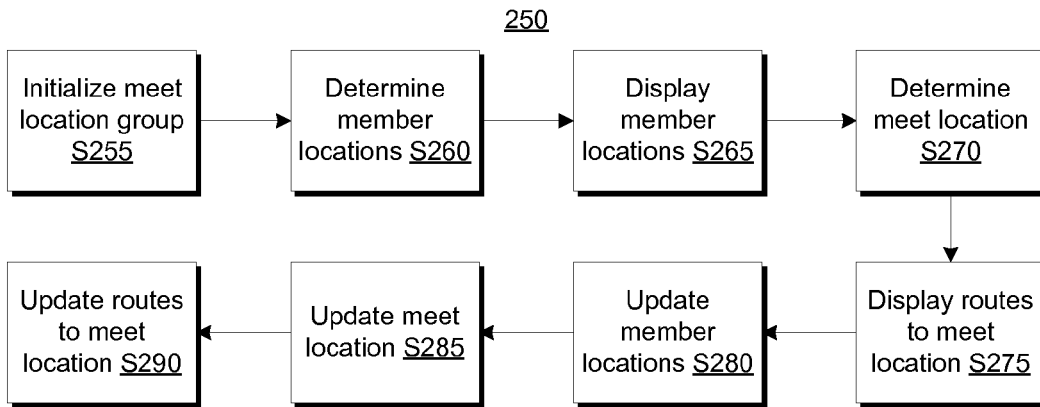 250
Initialize meet
location group
S255
Determine
member
locations S260
Display
member
locations S265
Determine
meet location
S270
Update routes
to meet
location S290
Update meet
location S285
Update
member
locations S280
Display routes
to meet
location S275